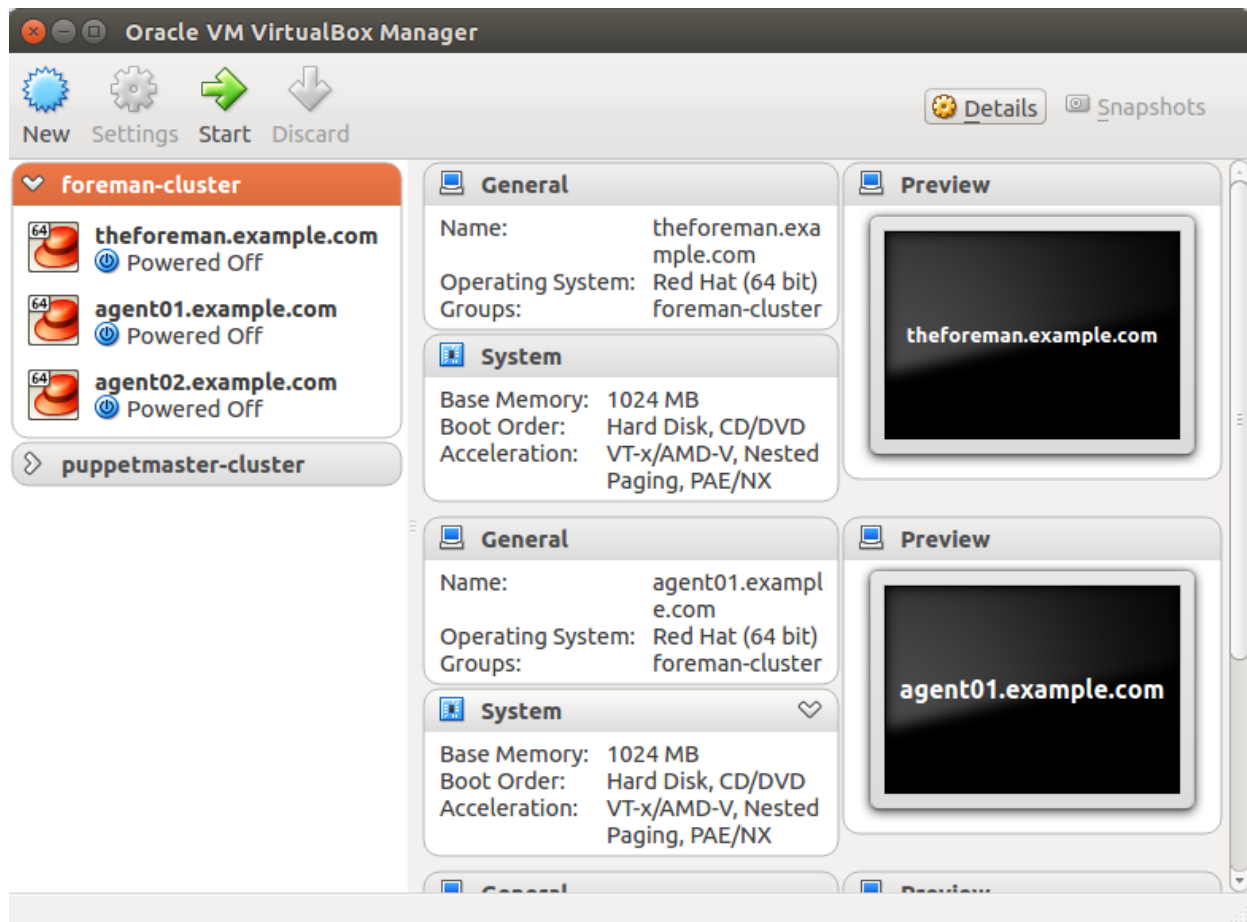 Oracle VM VirtualBox Manager
New Settings Start Discard
Details Snapshots
foreman-cluster
64
theforeman.example.com
Powered Off
64
agent01.example.com
Powered Off
64
agent02.example.com
Powered Off
puppetmaster-cluster
General
Name: theforeman.exa
mple.com
Operating System: Red Hat (64 bit)
Groups: foreman-cluster
System
Base Memory: 1024 MB
Boot Order: Hard Disk, CD/DVD
Acceleration: VT-x/AMD-V, Nested
Paging, PAE/NX
Preview
theforeman.example.com
General
Name: agent01.exampl
e.com
Operating System: Red Hat (64 bit)
Groups: foreman-cluster
System
Base Memory: 1024 MB
Boot Order: Hard Disk, CD/DVD
Acceleration: VT-x/AMD-V, Nested
Paging, PAE/NX
Preview
agent01.example.com
General
Preview